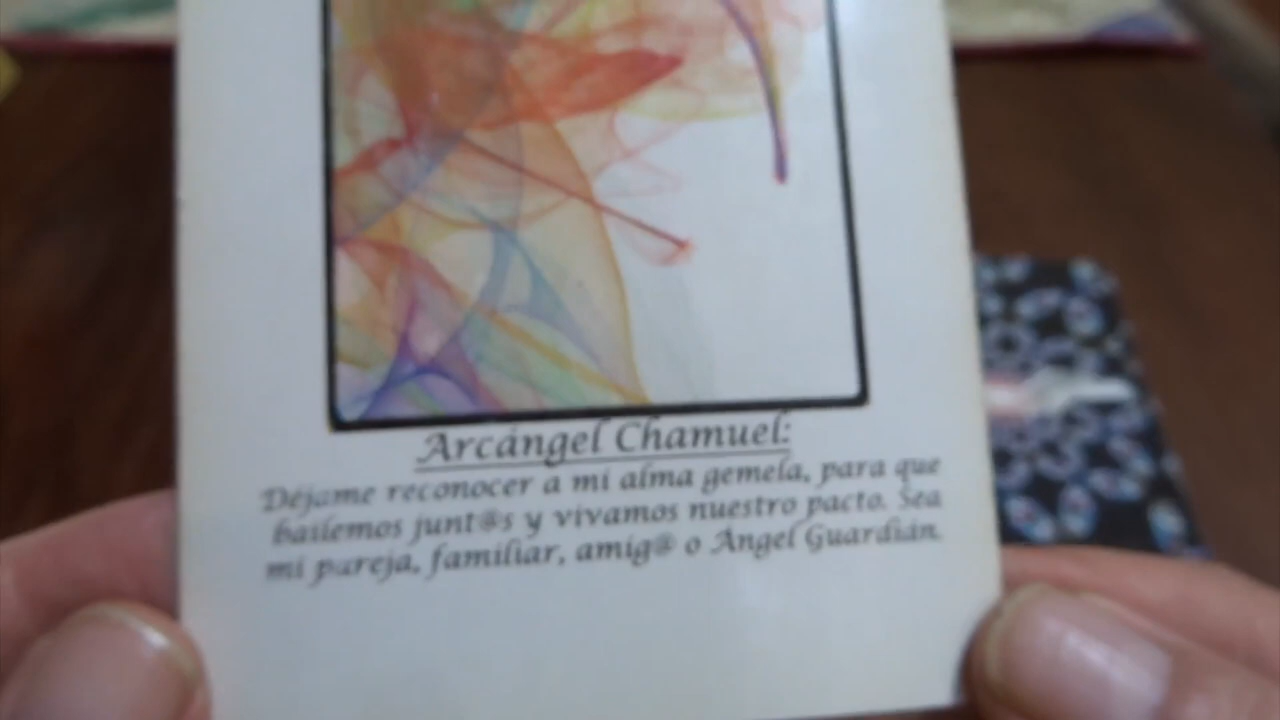 Arcángel Chamuel:
Déjame reconocer a mi alma gemela, para que
bailemos junt@s y vivamos nuestro pacto. Sea
mi pareja, familiar, amig@ o Ángel Guardián.